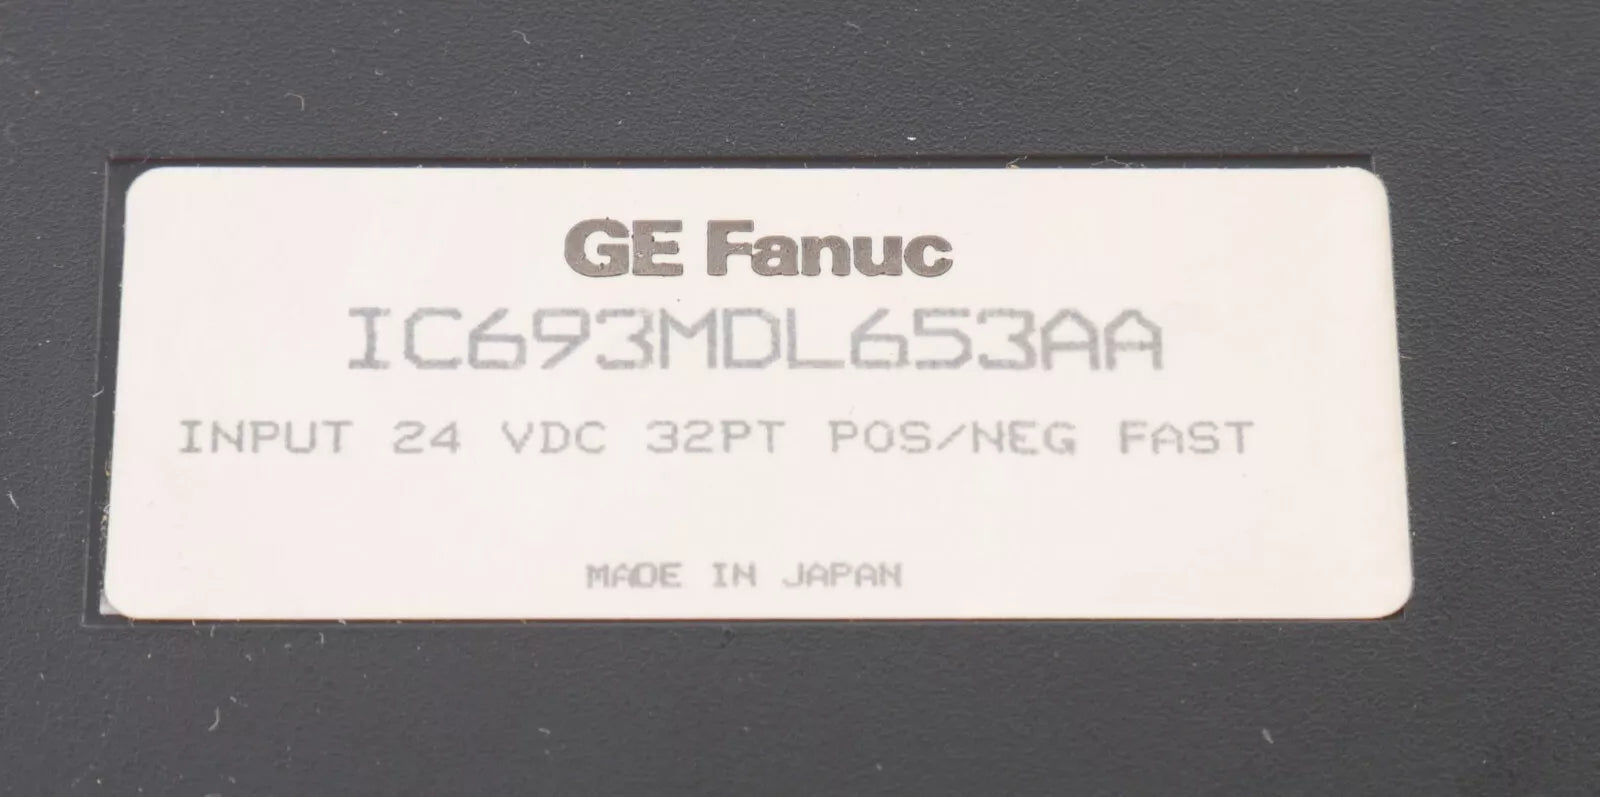 GE Fanuc
IC693MDL653AA
INPUT 24 VDC 32PT POS/NEG FAST
MADE IN JAPAN